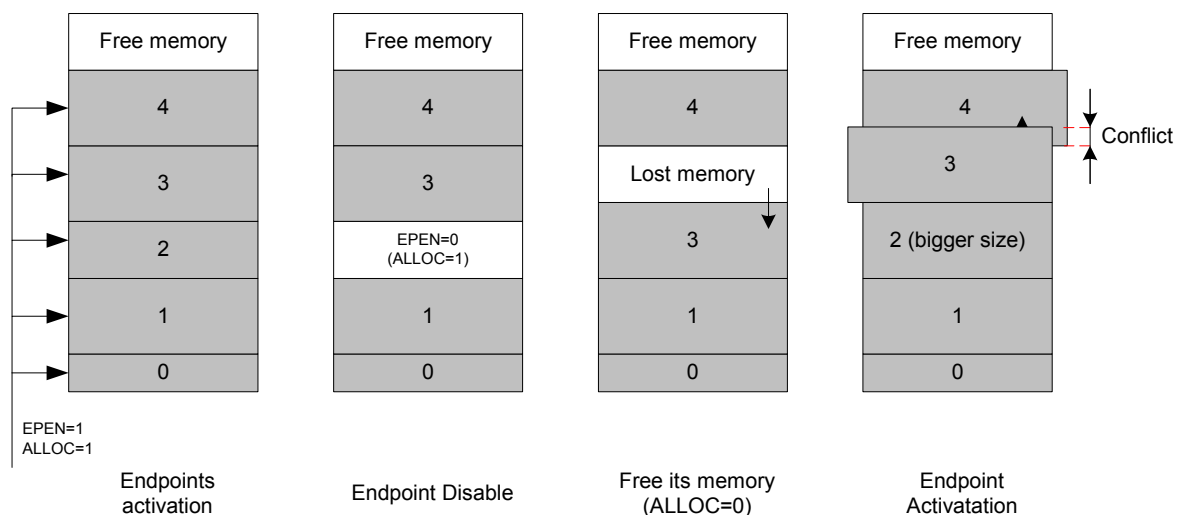 Free memory
4
3
2
1
0
EPEN=1
ALLOC=1
Endpoints
activation
Free memory
4
3
EPEN=0
(ALLOC=1)
1
0
Endpoint Disable
Free memory
4
Lost memory
3
1
0
Free its memory
(ALLOC=0)
Free memory
4
Conflict
3
2 (bigger size)
1
0
Endpoint
Activatation